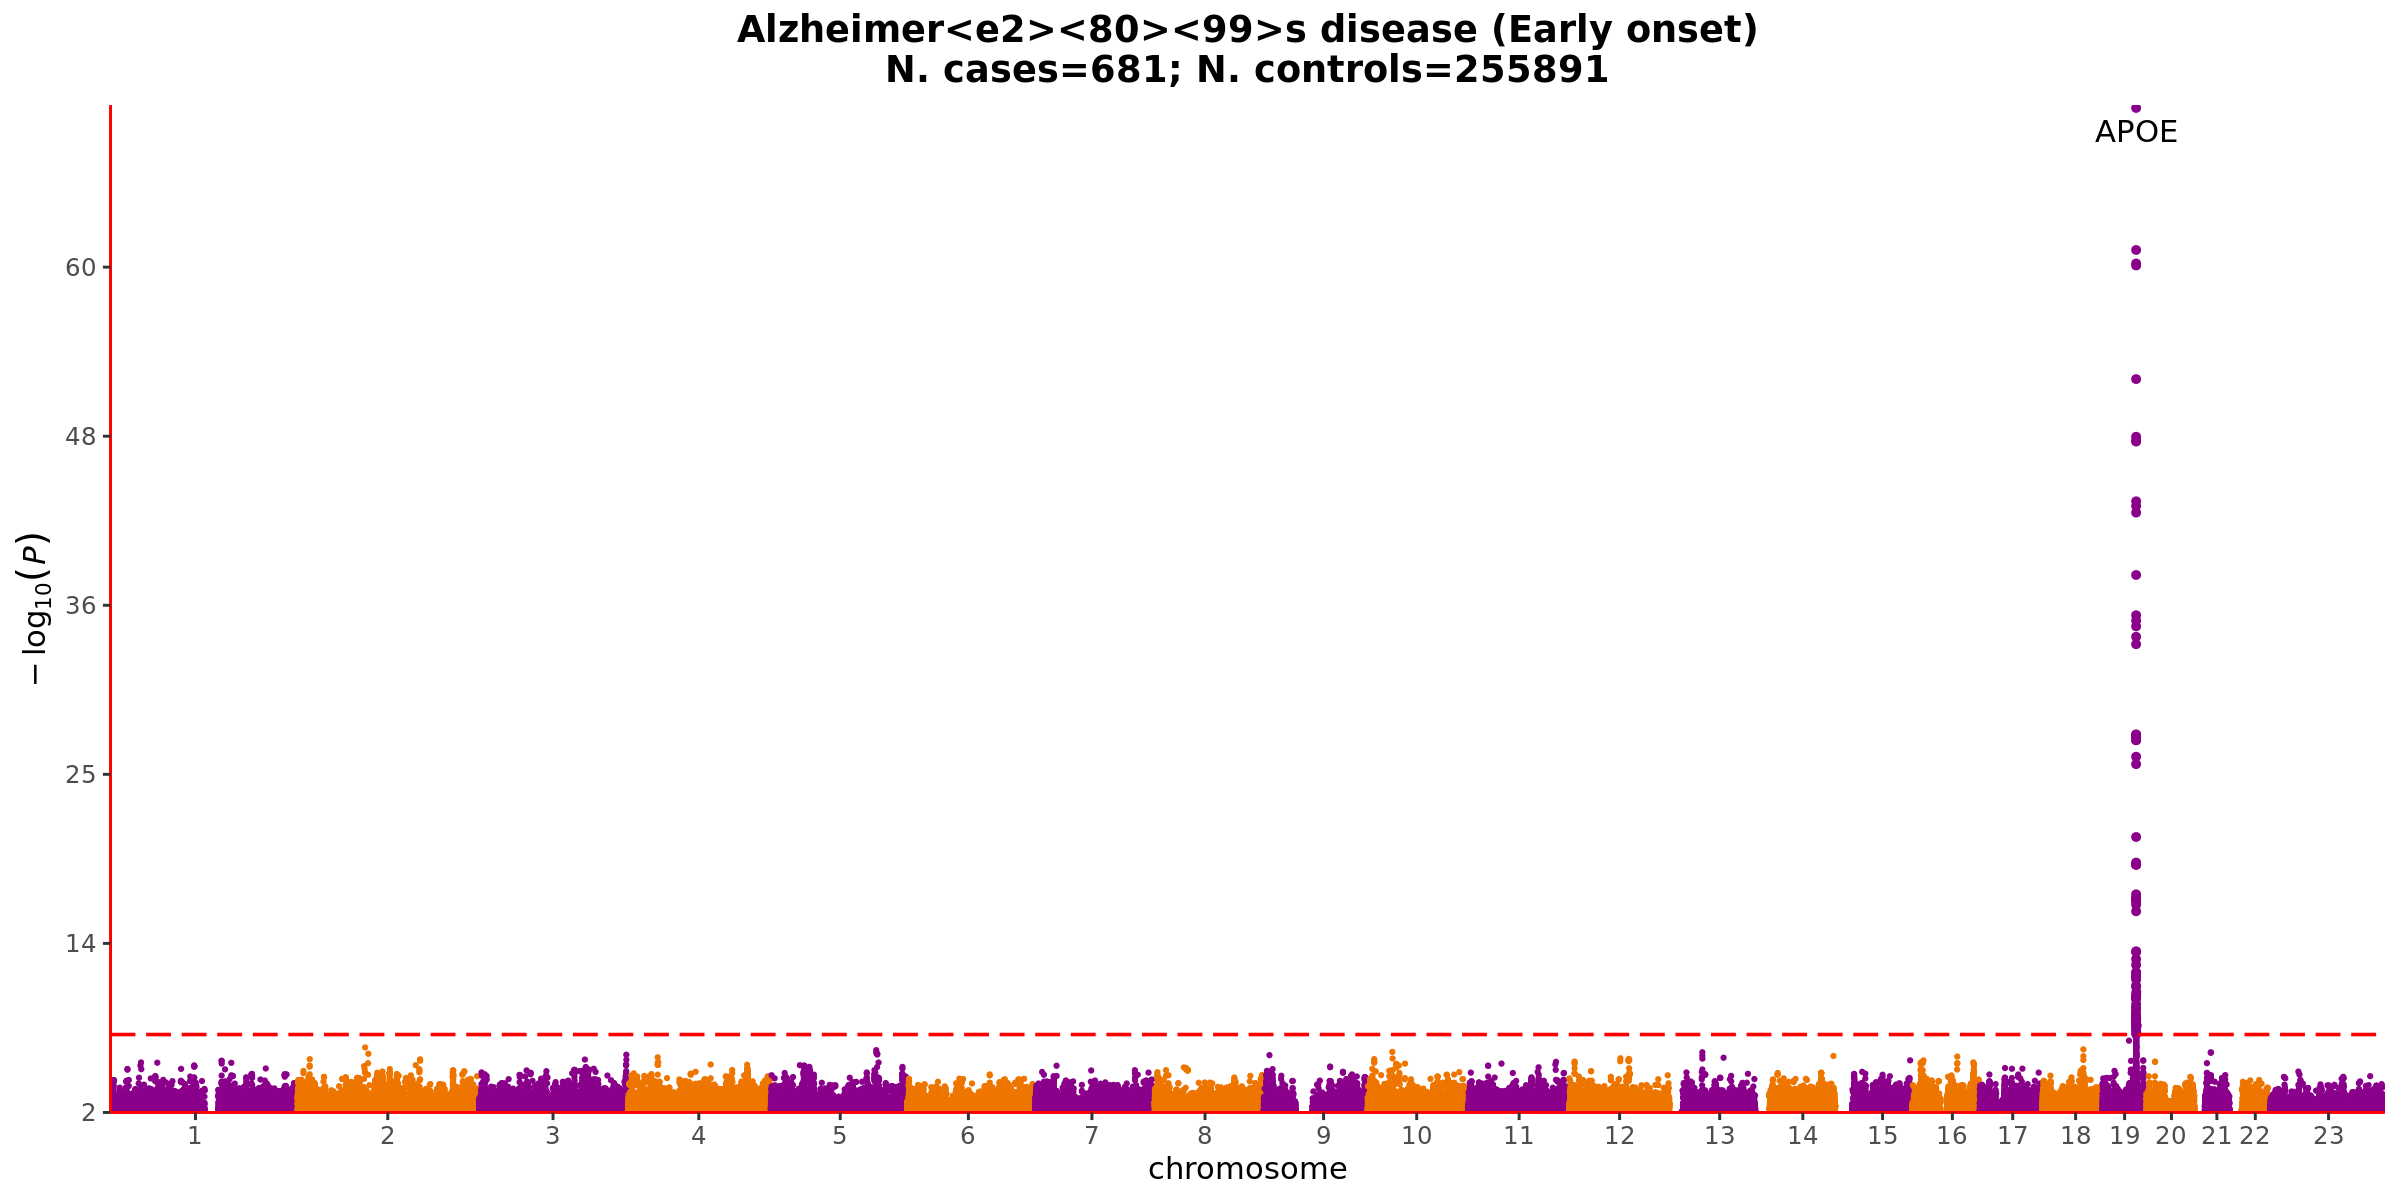 Alzheimer<e2><80><99>s disease (Early onset)
N. cases=681; N. controls=255891
APOE
60
48
36
25
14
2
−log10(P)
1 2 3 4 5 6 7 8 9 10 11 12 13 14 15 16 17 18 19 20 21 22 23
chromosome